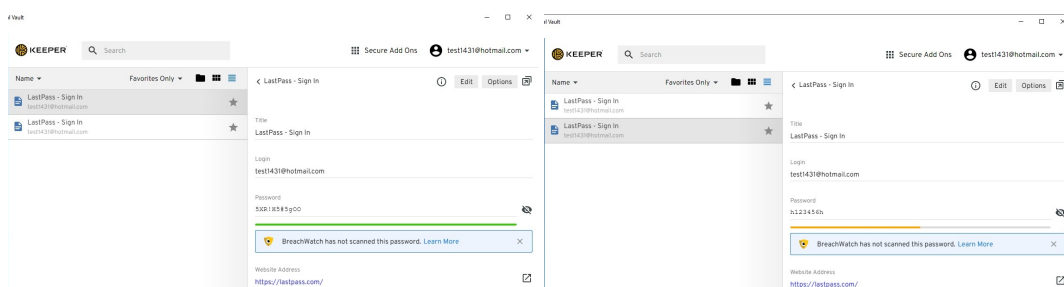 al Vault
KEEPER Search Secure Add Ons test1431@hotmail.com
Name Favorites Only
LastPass - Sign In
test1431@hotmail.com
LastPass - Sign In
test1431@hotmail.com
LastPass - Sign In Edit Options
Title
LastPass - Sign In
Login
test1431@hotmail.com
Password
BreachWatch has not scanned this password. Learn More
Website Address
https://lastpass.com/
al Vault
KEEPER Search Secure Add Ons test1431@hotmail.com
Name Favorites Only
LastPass - Sign In
test1431@hotmail.com
LastPass - Sign In
test1431@hotmail.com
LastPass - Sign In Edit Options
Title
LastPass - Sign In
Login
test1431@hotmail.com
Password
h123456h
BreachWatch has not scanned this password. Learn More
Website Address
https://lastpass.com/